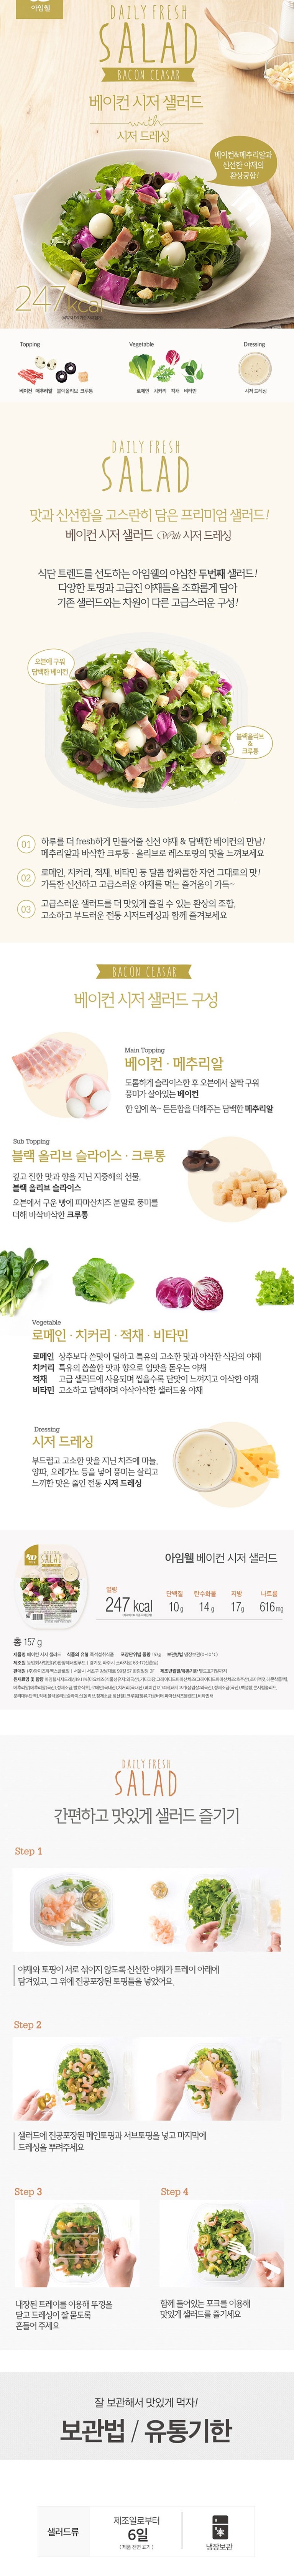 아임웰
DAILY FRESH
SALAD
BACON CEASAR
베이컨 시저 샐러드
with
시저 드레싱
베이컨&메추리알과
신선한 야채의
환상궁합!
247 kcal
Topping
Vegetable
Dressing
베이컨 메추리알 블랙올리브 크루통
로메인 치커리 적채 비타민
시저 드레싱
DAILY FRESH
SALAD
맛과 신선함을 고스란히 담은 프리미엄 샐러드!
베이컨 시저 샐러드 With 시저 드레싱
식단 트렌드를 선도하는 아임웰의 야심찬 두번째 샐러드!
다양한 토핑과 고급진 야채들을 조화롭게 담아
기존 샐러드와는 차원이 다른 고급스러운 구성!
오븐에 구워
담백한 베이컨
블랙올리브
&
크루통
01 하루를 더 fresh하게 만들어줄 신선 야채 & 담백한 베이컨의 만남!
메추리알과 바삭한 크루통 · 올리브로 레스토랑의 맛을 느껴보세요
02 로메인, 치커리, 적채, 비타민 등 달콤 쌉싸름한 자연 그대로의 맛!
가득한 신선하고 고급스러운 야채를 먹는 즐거움이 가득~
03 고급스러운 샐러드를 더 맛있게 즐길 수 있는 환상의 조합,
고소하고 부드러운 전통 시저드레싱과 함께 즐겨보세요
BACON CEASAR
베이컨 시저 샐러드 구성
Main Topping
베이컨 · 메추리알
도톰하게 슬라이스한 후 오븐에서 살짝 구워
풍미가 살아있는 베이컨
한 입에 쏙~ 든든함을 더해주는 담백한 메추리알
Sub Topping
블랙 올리브 슬라이스 · 크루통
깊고 진한 맛과 향을 지닌 지중해의 선물,
블랙 올리브 슬라이스
오븐에서 구운 빵에 파마산치즈 분말로 풍미를
더해 바삭바삭한 크루통
Vegetable
로메인 · 치커리 · 적채 · 비타민
로메인 상추보다 쓴맛이 덜하고 특유의 고소한 맛과 아삭한 식감의 야채
치커리 특유의 쌉쓸한 맛과 향으로 입맛을 돋우는 야채
적채 고급 샐러드에 사용되며 씹을수록 단맛이 느껴지고 아삭한 야채
비타민 고소하고 담백하며 아삭아삭한 샐러드용 야채
Dressing
시저 드레싱
부드럽고 고소한 맛을 지닌 치즈에 마늘,
양파, 오레가노 등을 넣어 풍미는 살리고
느끼한 맛은 줄인 전통 시저 드레싱
SALAD
아임웰 베이컨 시저 샐러드
열량 단백질 탄수화물 지방 나트륨
247 kcal 10g 14g 17g 616mg
총 157 g
제품명 베이컨 시저 샐러드 식품의 유형 즉석섭취식품 포장단위별 중량 157g 보관방법 냉장보관(0~10℃)
DAILY FRESH
SALAD
간편하고 맛있게 샐러드 즐기기
Step 1
야채와 토핑이 서로 섞이지 않도록 신선한 야채가 트레이 아래에
담겨있고, 그 위에 진공포장된 토핑들을 넣었어요.
Step 2
샐러드에 진공포장된 메인토핑과 서브토핑을 넣고 마지막에
드레싱을 뿌려주세요
Step 3
Step 4
내장된 트레이를 이용해 뚜껑을
닫고 드레싱이 잘 묻도록
흔들어 주세요
함께 들어있는 포크를 이용해
맛있게 샐러드를 즐기세요
잘 보관해서 맛있게 먹자!
보관법 / 유통기한
샐러드류
제조일로부터
6일
( 제품 전면 표기 )
냉장보관